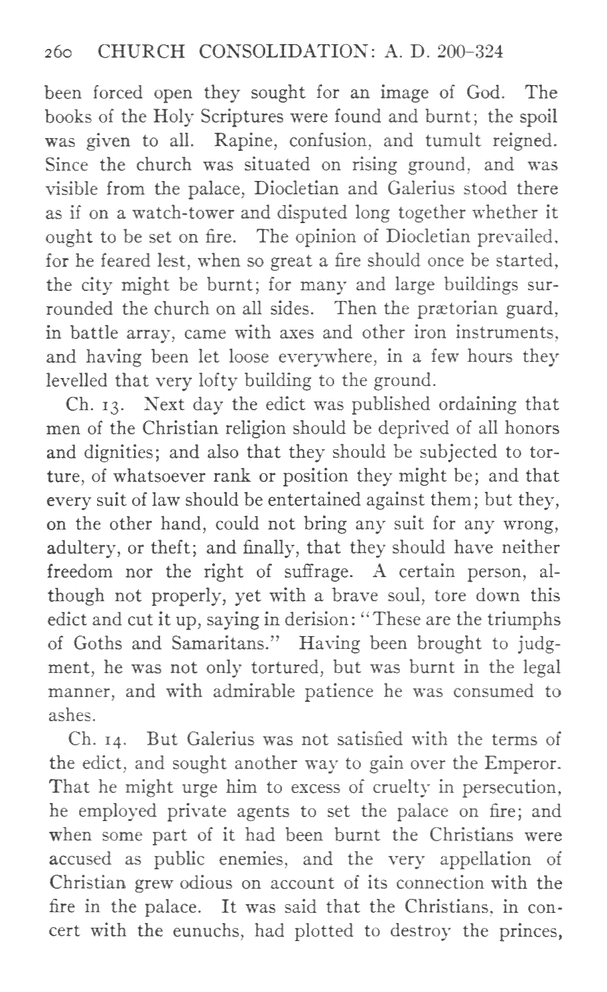 260 CHURCH CONSOLIDATION: A. D. 200–324
been forced open they sought for an image of God. The
books of the Holy Scriptures were found and burnt; the spoil
was given to all. Rapine, confusion, and tumult reigned.
Since the church was situated on rising ground, and was
visible from the palace, Diocletian and Galerius stood there
as if on a watch-tower and disputed long together whether it
ought to be set on fire. The opinion of Diocletian prevailed,
for he feared lest, when so great a fire should once be started,
the city might be burnt; for many and large buildings sur-
rounded the church on all sides. Then the prætorian guard,
in battle array, came with axes and other iron instruments,
and having been let loose everywhere, in a few hours they
levelled that very lofty building to the ground.
Ch. 13. Next day the edict was published ordaining that
men of the Christian religion should be deprived of all honors
and dignities; and also that they should be subjected to tor-
ture, of whatsoever rank or position they might be; and that
every suit of law should be entertained against them; but they,
on the other hand, could not bring any suit for any wrong,
adultery, or theft; and finally, that they should have neither
freedom nor the right of suffrage. A certain person, al-
though not properly, yet with a brave soul, tore down this
edict and cut it up, saying in derision: “These are the triumphs
of Goths and Samaritans.” Having been brought to judg-
ment, he was not only tortured, but was burnt in the legal
manner, and with admirable patience he was consumed to
ashes.
Ch. 14. But Galerius was not satisfied with the terms of
the edict, and sought another way to gain over the Emperor.
That he might urge him to excess of cruelty in persecution,
he employed private agents to set the palace on fire; and
when some part of it had been burnt the Christians were
accused as public enemies, and the very appellation of
Christian grew odious on account of its connection with the
fire in the palace. It was said that the Christians, in con-
cert with the eunuchs, had plotted to destroy the princes,